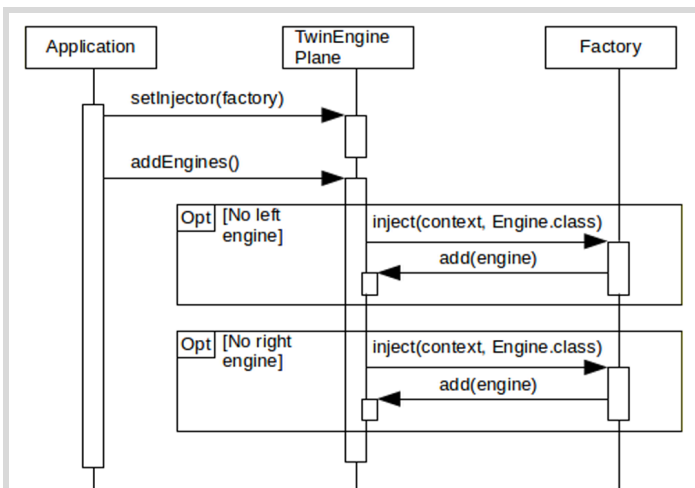 Application
TwinEngine
Plane
Factory
setInjector(factory)
addEngines()
Opt
[No left
engine]
inject(context, Engine.class)
add(engine)
Opt
[No right
engine]
inject(context, Engine.class)
add(engine)